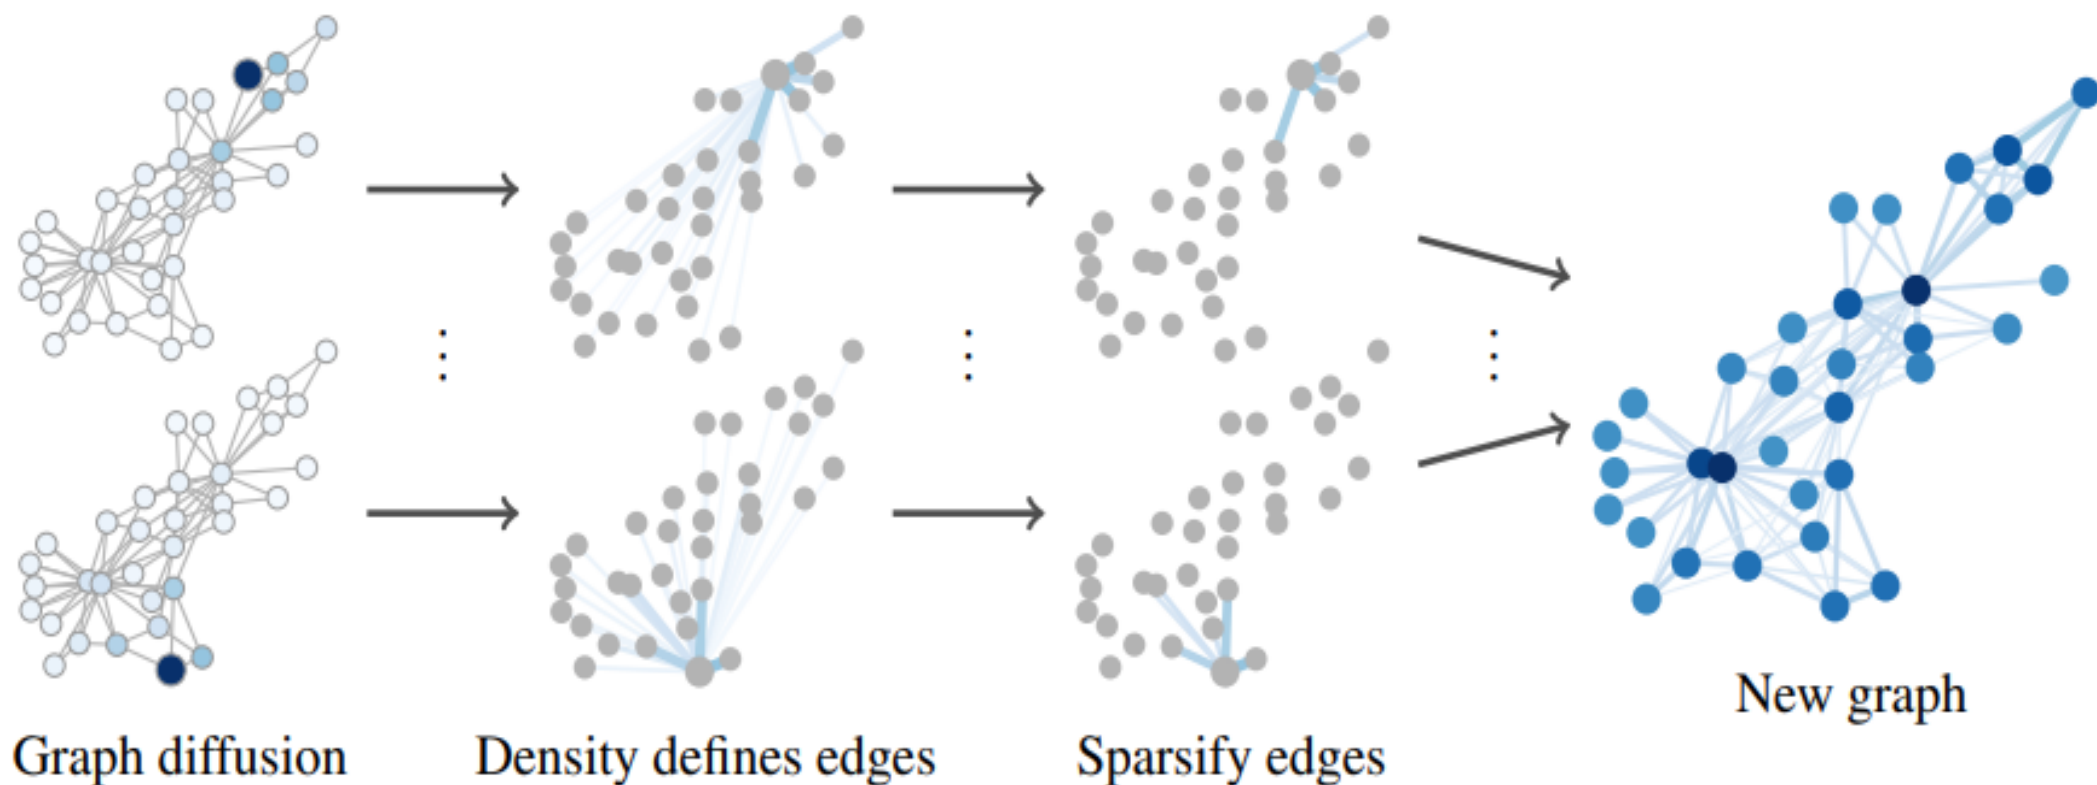 Graph diffusion
Density defines edges
Sparsify edges
New graph